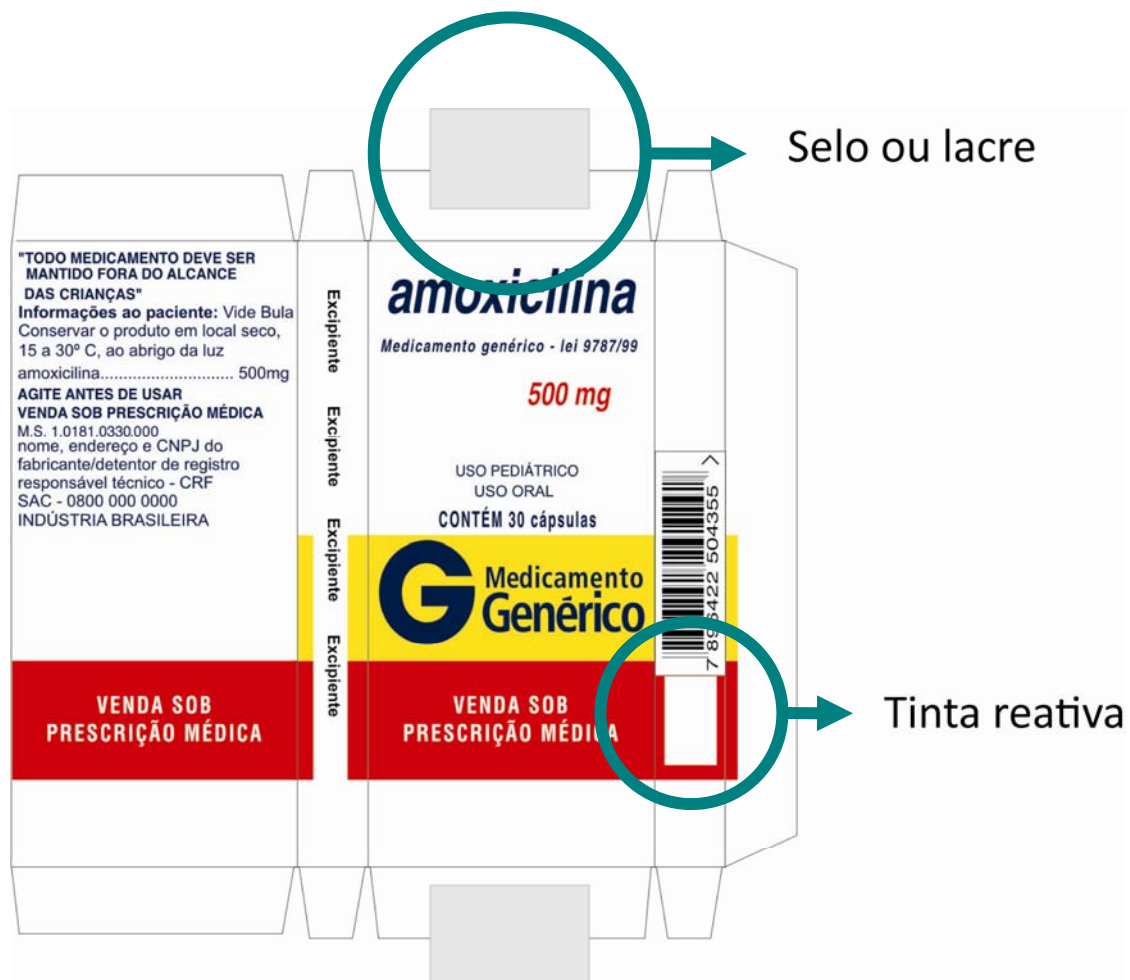 Selo ou lacre
"TODO MEDICAMENTO DEVE SER
MANTIDO FORA DO ALCANCE
DAS CRIANÇAS"
Informações ao paciente: Vide Bula
Conservar o produto em local seco,
15 a 30º C, ao abrigo da luz
amoxicilina............................ 500mg
AGITE ANTES DE USAR
VENDA SOB PRESCRIÇÃO MÉDICA
M.S. 1.0181.0330.000
nome, endereço e CNPJ do
fabricante/detentor de registro
responsável técnico - CRF
SAC - 0800 000 0000
INDÚSTRIA BRASILEIRA
VENDA SOB
PRESCRIÇÃO MÉDICA
Excipiente Excipiente Excipiente Excipiente
amoxicilina
Medicamento genérico - lei 9787/99
500 mg
USO PEDIÁTRICO
USO ORAL
CONTÉM 30 cápsulas
G Medicamento
Genérico
VENDA SOB
PRESCRIÇÃO MÉDICA
7 896422 504355 >
Tinta reativa